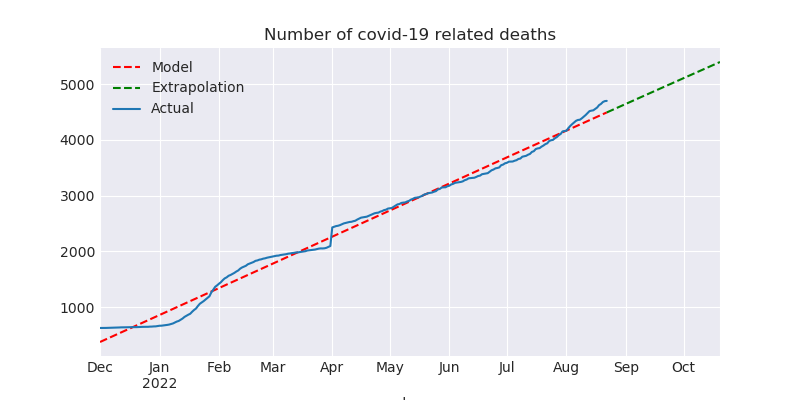 Number of covid-19 related deaths
Model
Extrapolation
Actual
5000
4000
3000
2000
1000
Dec Jan Feb Mar Apr May Jun Jul Aug Sep Oct
2022